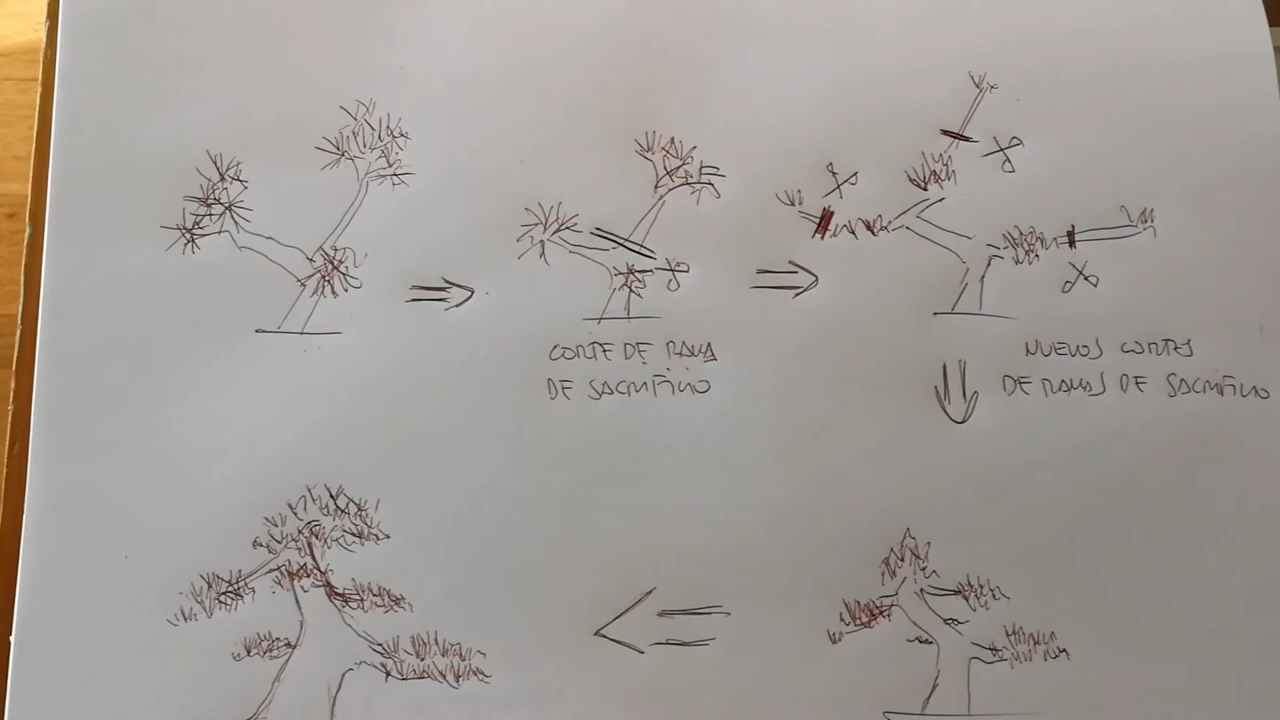 CORTE DE RAMA
DE SACRIFICIO
NUEVOS CORTES
DE RAMAS DE SACRIFICIO